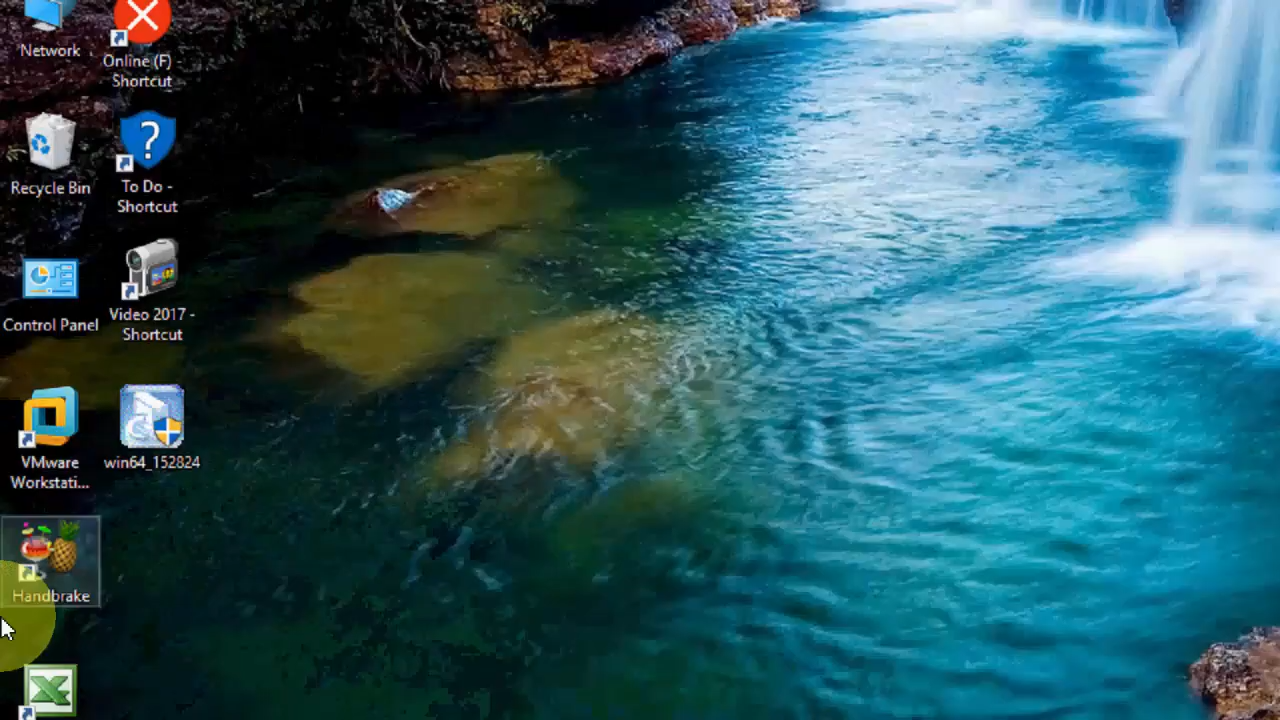 Network
Online (F)
Shortcut
Recycle Bin
To Do -
Shortcut
Control Panel
Video 2017 -
Shortcut
VMware
Workstati...
win64_152824
Handbrake